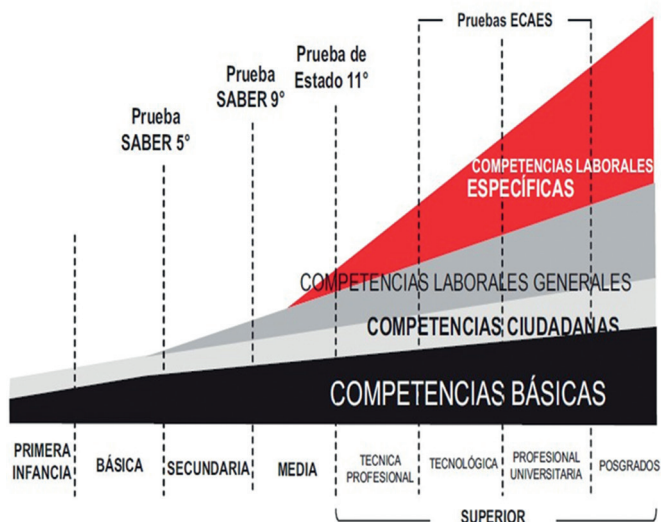 Pruebas ECAES
Prueba de
Estado 11°
Prueba
SABER 9°
Prueba
SABER 5°
COMPETENCIAS LABORALES
ESPECÍFICAS
COMPETENCIAS LABORALES GENERALES
COMPETENCIAS CIUDADANAS
COMPETENCIAS BÁSICAS
PRIMERA
INFANCIA
BÁSICA
SECUNDARIA
MEDIA
TECNICA
PROFESIONAL
TECNOLÓGICA
PROFESIONAL
UNIVERSITARIA
POSGRADOS
SUPERIOR